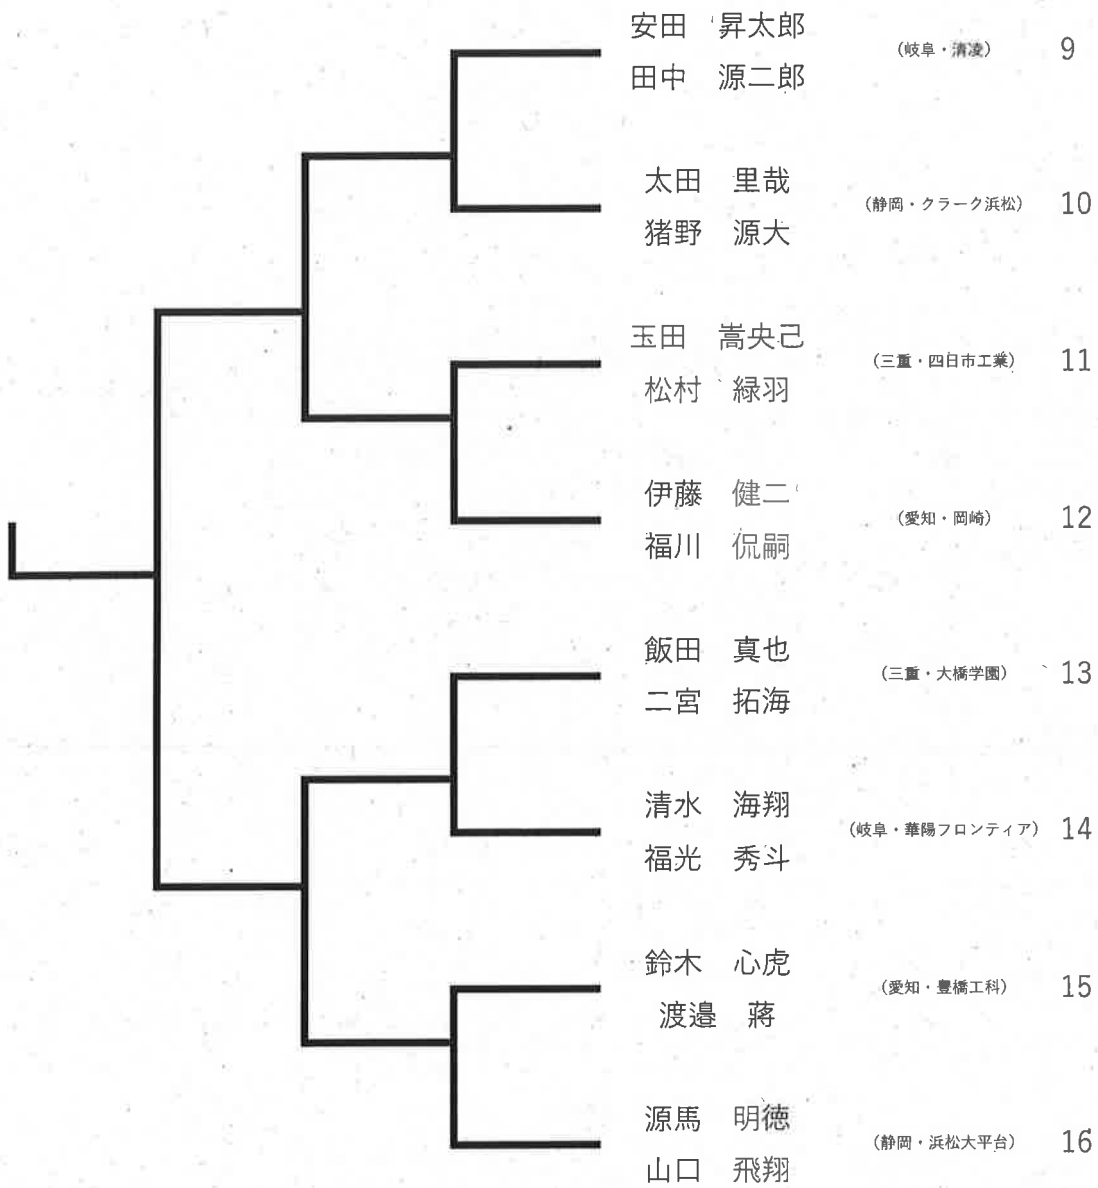 安田 昇太郎
(岐阜・清凌) 9
田中 源二郎
太田 里哉
(静岡・クラーク浜松) 10
猪野 源大
玉田 嵩央己
(三重・四日市工業) 11
松村 緑羽
伊藤 健二
(愛知・岡崎) 12
福川 侃嗣
飯田 真也
(三重・大橋学園) 13
二宮 拓海
清水 海翔
(岐阜・華陽フロンティア) 14
福光 秀斗
鈴木 心虎
(愛知・豊橋工科) 15
渡邉 蔣
源馬 明徳
(静岡・浜松大平台) 16
山口 飛翔